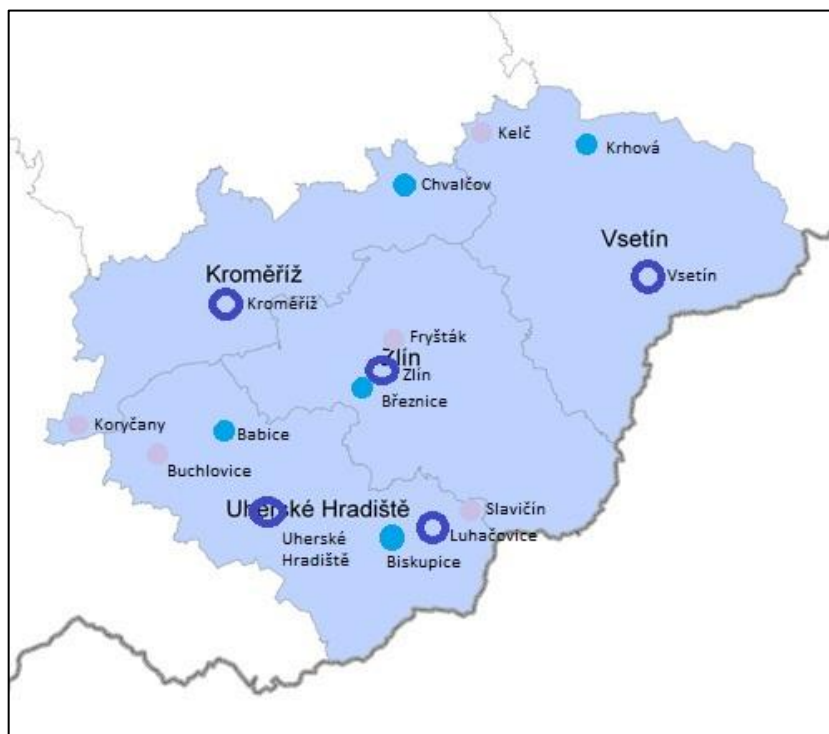 Kelč
Krhová
Chvalčov
Vsetín
Vsetín
Kroměříž
Kroměříž
Fryšták
Zlín
Zlín
Březnice
Koryčany
Babice
Buchlovice
Uherské Hradiště
Slavičín
Luhačovice
Uherské
Hradiště
Biskupice